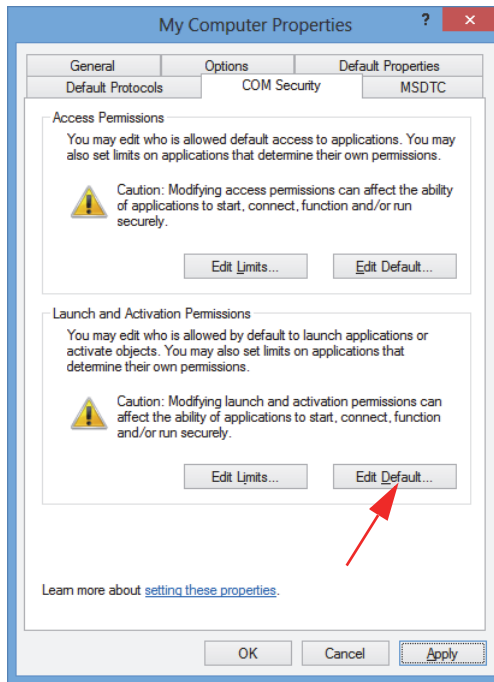 My Computer Properties
?
General Options Default Properties
Default Protocols COM Security MSDTC
Access Permissions
You may edit who is allowed default access to applications. You may
also set limits on applications that determine their own permissions.
Caution: Modifying access permissions can affect the ability
of applications to start, connect, function and/or run
securely.
Edit Limits... Edit Default...
Launch and Activation Permissions
You may edit who is allowed by default to launch applications or
activate objects. You may also set limits on applications that
determine their own permissions.
Caution: Modifying launch and activation permissions can
affect the ability of applications to start, connect, function
and/or run securely.
Edit Limits... Edit Default...
Learn more about setting these properties.
OK Cancel Apply